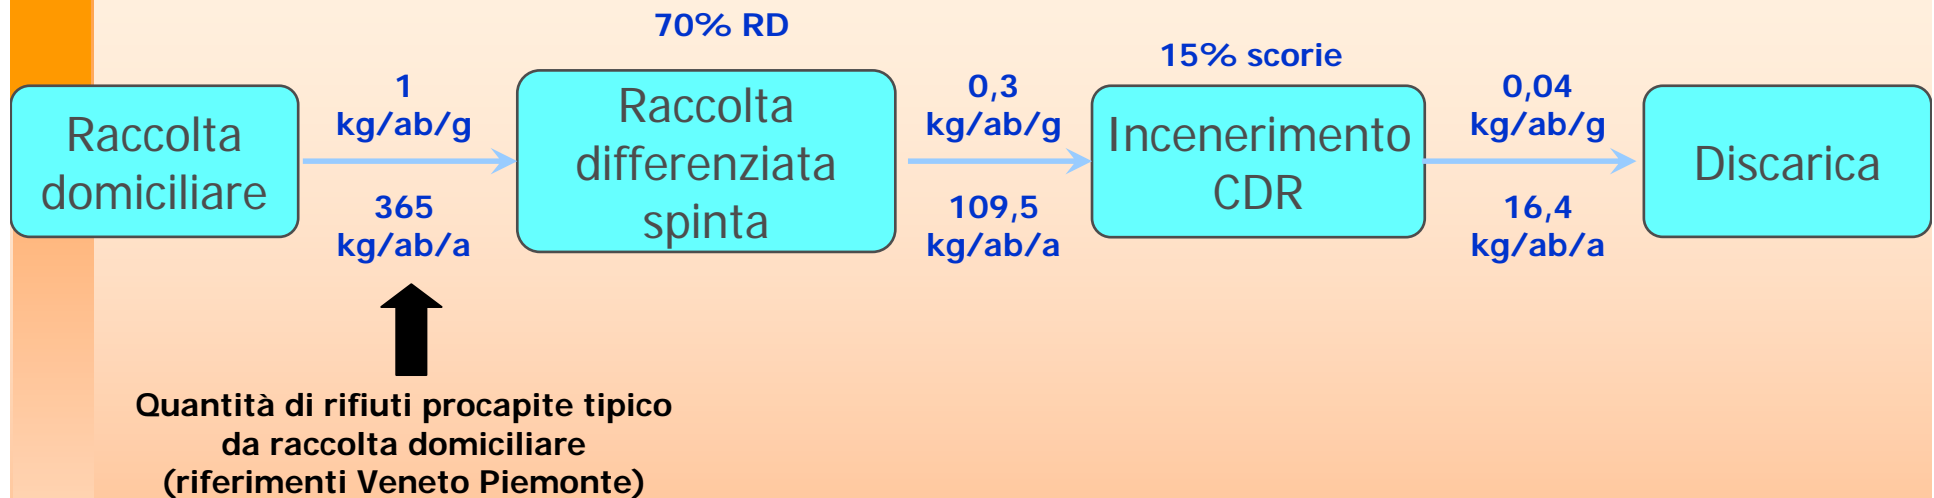 70% RD
15% scorie
Raccolta
domiciliare
1
kg/ab/g
365
kg/ab/a
Raccolta
differenziata
spinta
0,3
kg/ab/g
109,5
kg/ab/a
Incenerimento
CDR
0,04
kg/ab/g
16,4
kg/ab/a
Discarica
Quantità di rifiuti procapite tipico
da raccolta domiciliare
(riferimenti Veneto Piemonte)